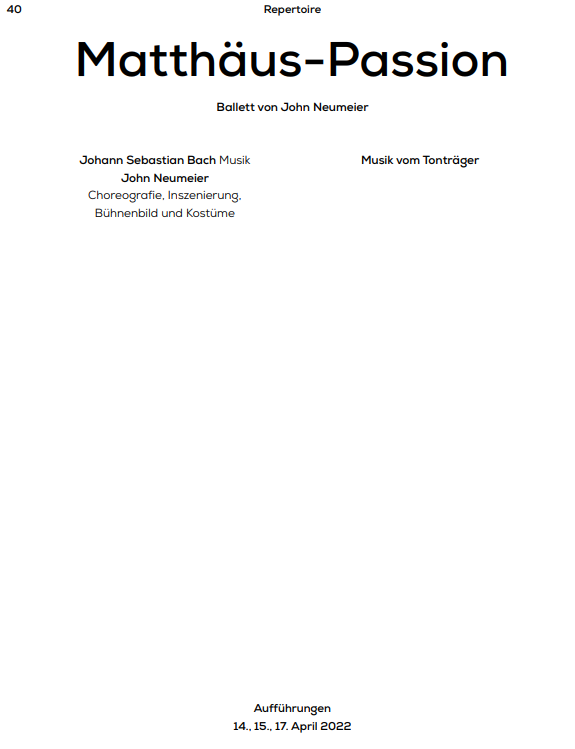 40
Repertoire
Matthäus-Passion
Ballett von John Neumeier
Johann Sebastian Bach Musik
John Neumeier
Choreografie, Inszenierung,
Bühnenbild und Kostüme
Musik vom Tonträger
Aufführungen
14., 15., 17. April 2022